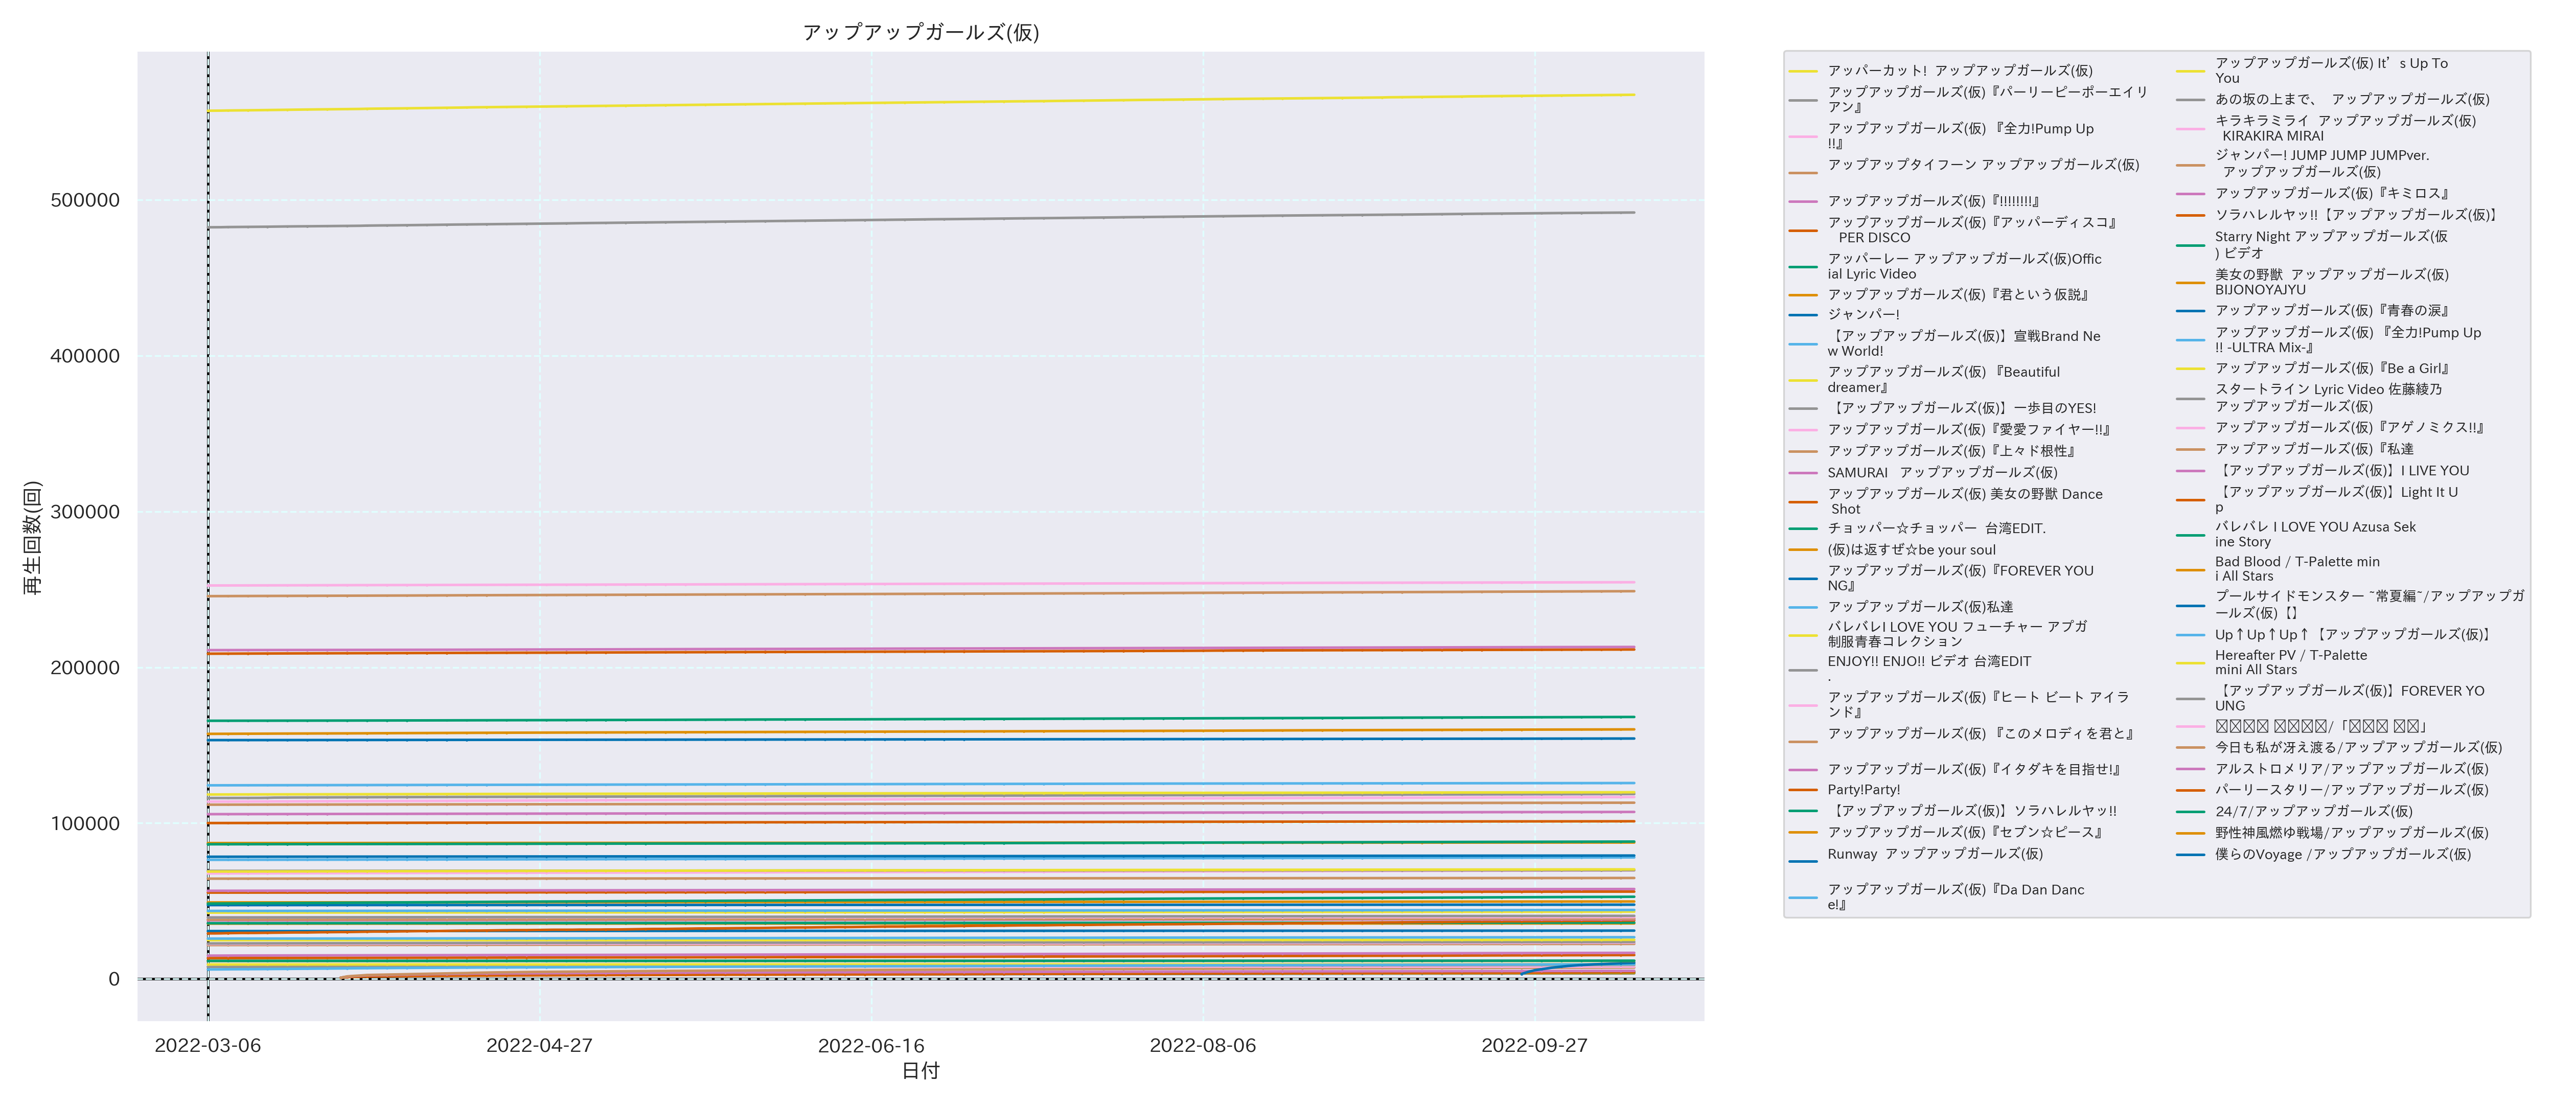 アップアップガールズ(仮)
再生回数(回)
500000
400000
300000
200000
100000
0
2022-03-06
2022-04-27
2022-06-16
2022-08-06
2022-09-27
日付
アッパーカット! アップアップガールズ(仮)
アップアップガールズ(仮)『パーリーピーポーエイリ
アン』
アップアップガールズ(仮) 『全力!Pump Up
!!』
アップアップタイフーン アップアップガールズ(仮)
アップアップガールズ(仮)『!!!!!!!!』
アップアップガールズ(仮)『アッパーディスコ』
PER DISCO
アッパーレー アップアップガールズ(仮)Offic
ial Lyric Video
アップアップガールズ(仮)『君という仮説』
ジャンパー!
【アップアップガールズ(仮)】宣戦Brand Ne
w World!
アップアップガールズ(仮) 『Beautiful
dreamer』
【アップアップガールズ(仮)】一歩目のYES!
アップアップガールズ(仮)『愛愛ファイヤー!!』
アップアップガールズ(仮)『上々ド根性』
SAMURAI アップアップガールズ(仮)
アップアップガールズ(仮) 美女の野獣 Dance
Shot
チョッパー☆チョッパー 台湾EDIT.
(仮)は返すぜ☆be your soul
アップアップガールズ(仮)『FOREVER YOU
NG』
アップアップガールズ(仮)私達
バレバレI LOVE YOU フューチャー アプガ
制服青春コレクション
ENJOY!! ENJO!! ビデオ 台湾EDIT
.
アップアップガールズ(仮)『ヒート ビート アイラ
ンド』
アップアップガールズ(仮) 『このメロディを君と』
アップアップガールズ(仮)『イタダキを目指せ!』
Party!Party!
【アップアップガールズ(仮)】ソラハレルヤッ!!
アップアップガールズ(仮)『セブン☆ピース』
Runway アップアップガールズ(仮)
アップアップガールズ(仮)『Da Dan Danc
e!』
アップアップガールズ(仮) It’s Up To
You
あの坂の上まで、 アップアップガールズ(仮)
キラキラミライ アップアップガールズ(仮)
KIRAKIRA MIRAI
ジャンパー! JUMP JUMP JUMPver.
アップアップガールズ(仮)
アップアップガールズ(仮)『キミロス』
ソラハレルヤッ!!【アップアップガールズ(仮)】
Starry Night アップアップガールズ(仮
) ビデオ
美女の野獣 アップアップガールズ(仮)
BIJONOYAJYU
アップアップガールズ(仮)『青春の涙』
アップアップガールズ(仮) 『全力!Pump Up
!! -ULTRA Mix-』
アップアップガールズ(仮)『Be a Girl』
スタートライン Lyric Video 佐藤綾乃
アップアップガールズ(仮)
アップアップガールズ(仮)『アゲノミクス!!』
アップアップガールズ(仮)『私達
【アップアップガールズ(仮)】I LIVE YOU
【アップアップガールズ(仮)】Light It U
p
バレバレ I LOVE YOU Azusa Sek
ine Story
Bad Blood / T-Palette min
i All Stars
プールサイドモンスター ~常夏編~/アップアップガ
ールズ(仮)【】
Up↑Up↑Up↑【アップアップガールズ(仮)】
Hereafter PV / T-Palette
mini All Stars
【アップアップガールズ(仮)】FOREVER YO
UNG
今日も私が冴え渡る/アップアップガールズ(仮)
アルストロメリア/アップアップガールズ(仮)
パーリースタリー/アップアップガールズ(仮)
24/7/アップアップガールズ(仮)
野性神風燃ゆ戦場/アップアップガールズ(仮)
僕らのVoyage /アップアップガールズ(仮)